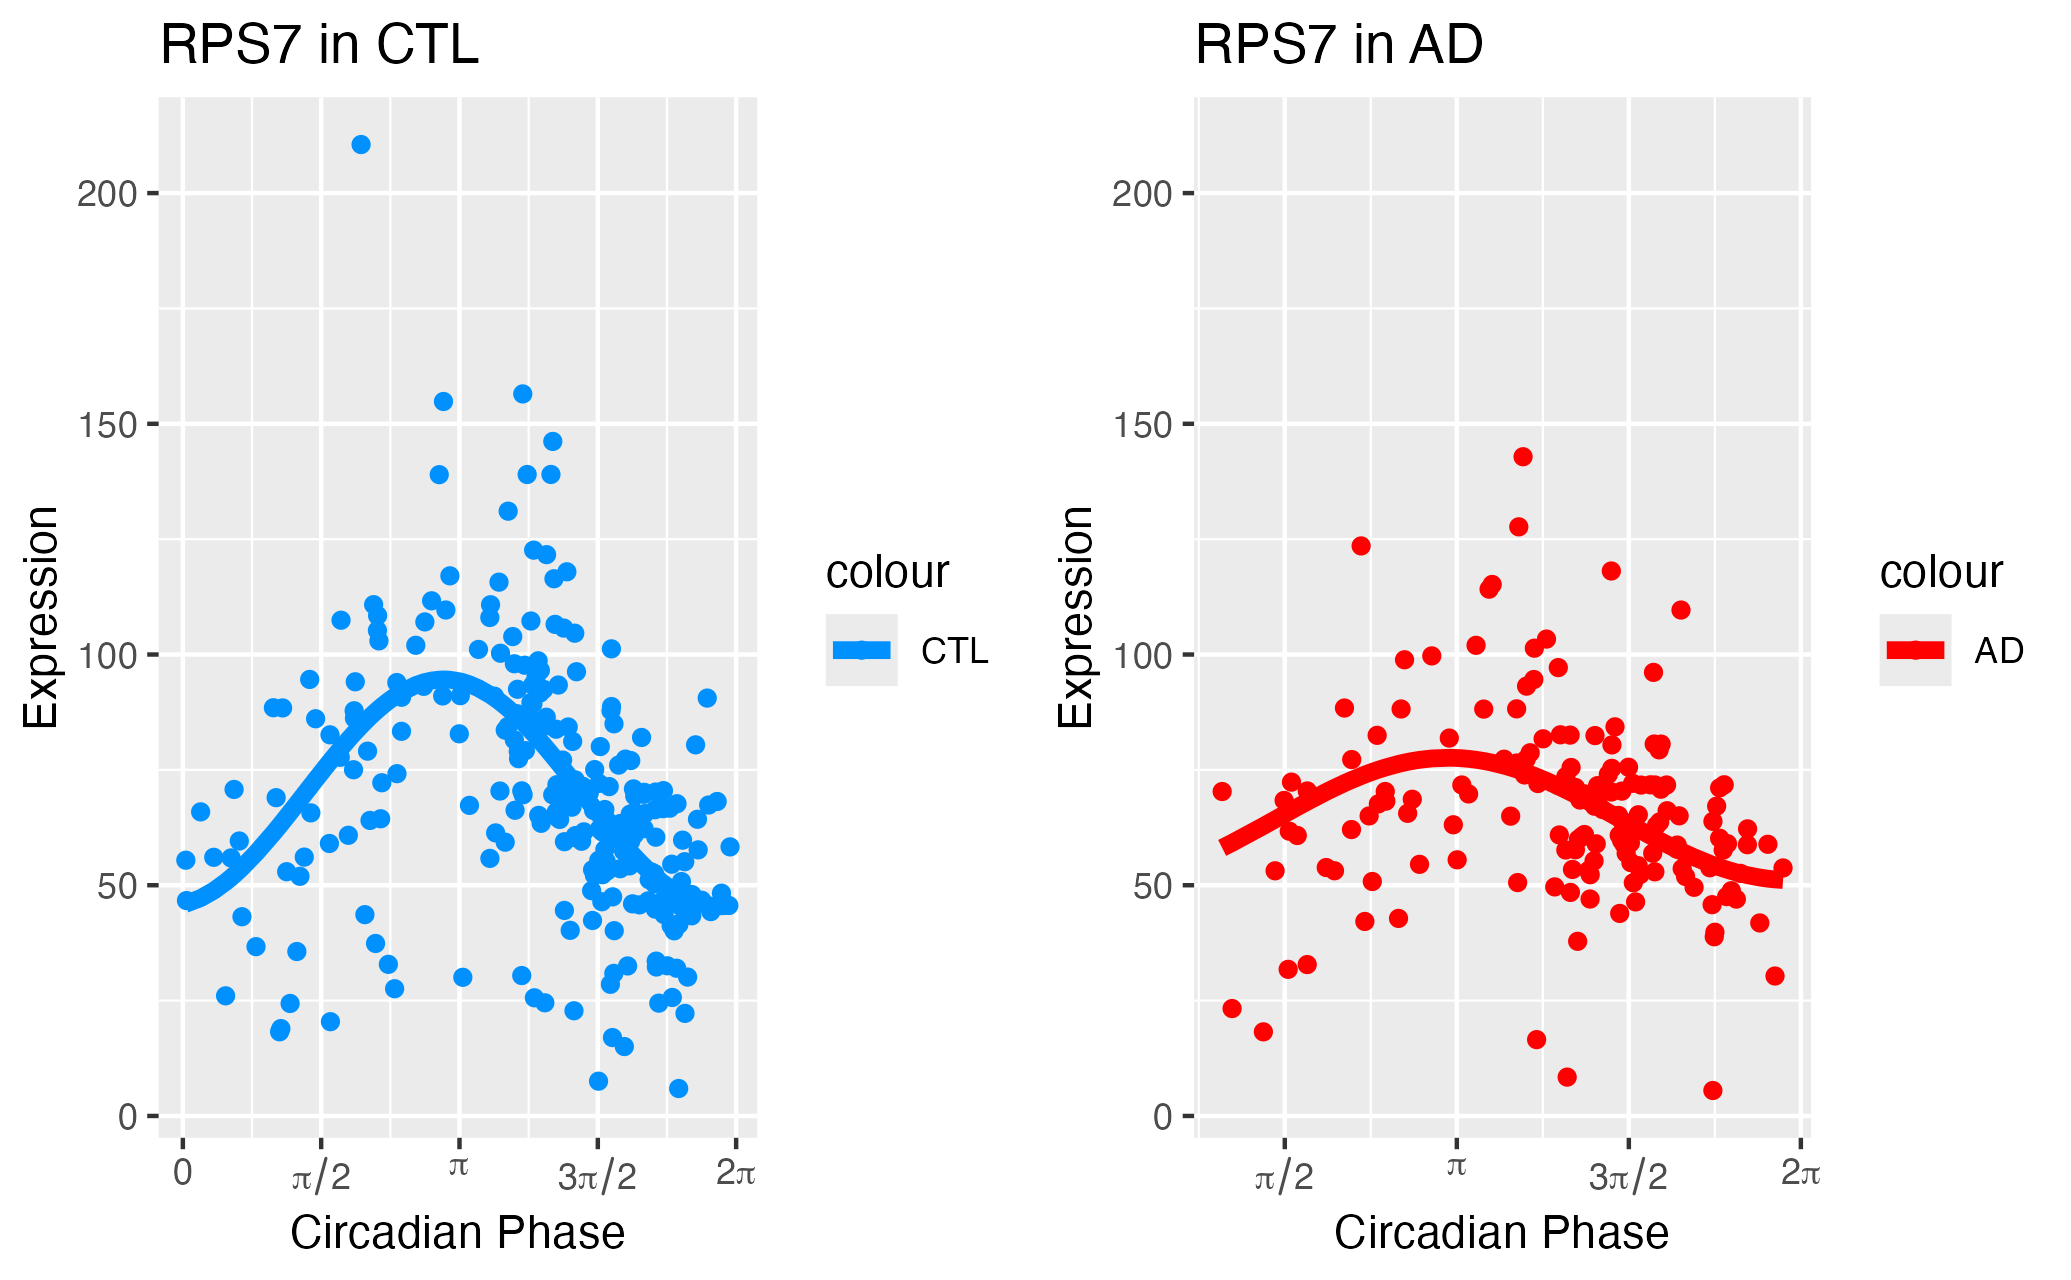 RPS7 in CTL
200
150
100
50
0
Expression
0 π/2 π 3π/2 2π
Circadian Phase
colour
CTL
RPS7 in AD
200
150
100
50
0
Expression
π/2 π 3π/2 2π
Circadian Phase
colour
AD